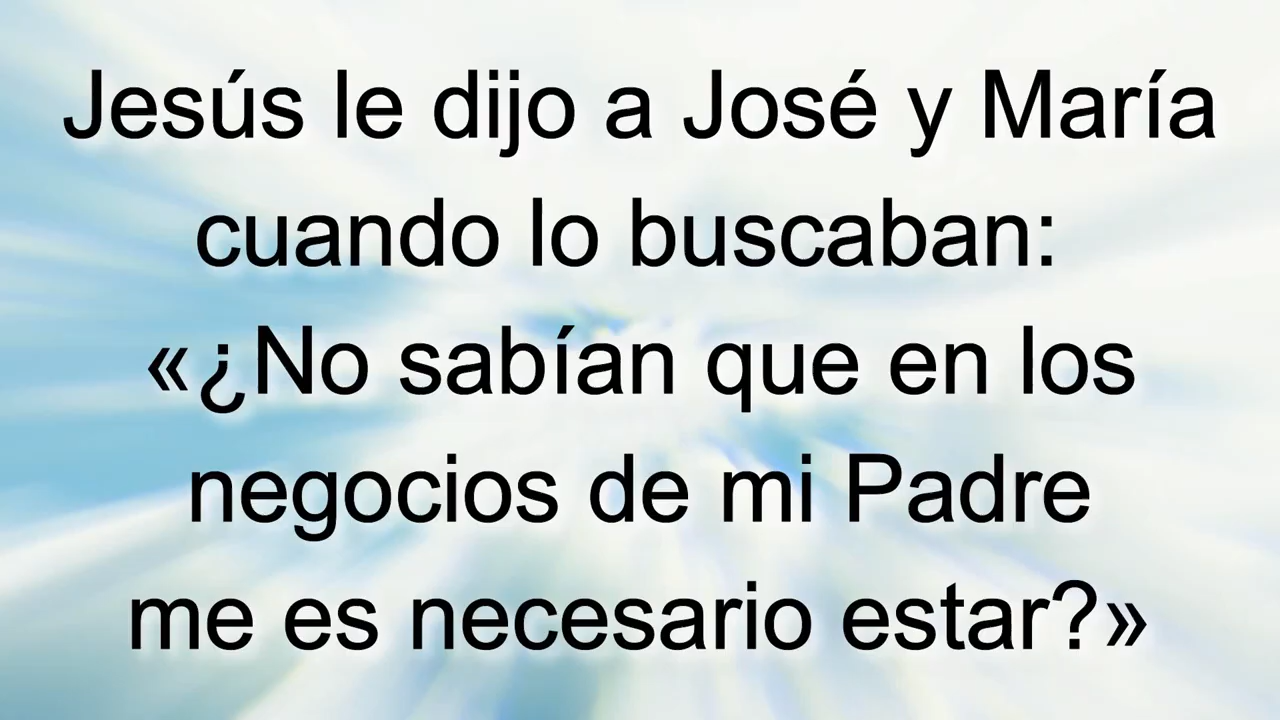 Jesús le dijo a José y María
cuando lo buscaban:
«¿No sabían que en los
negocios de mi Padre
me es necesario estar?»